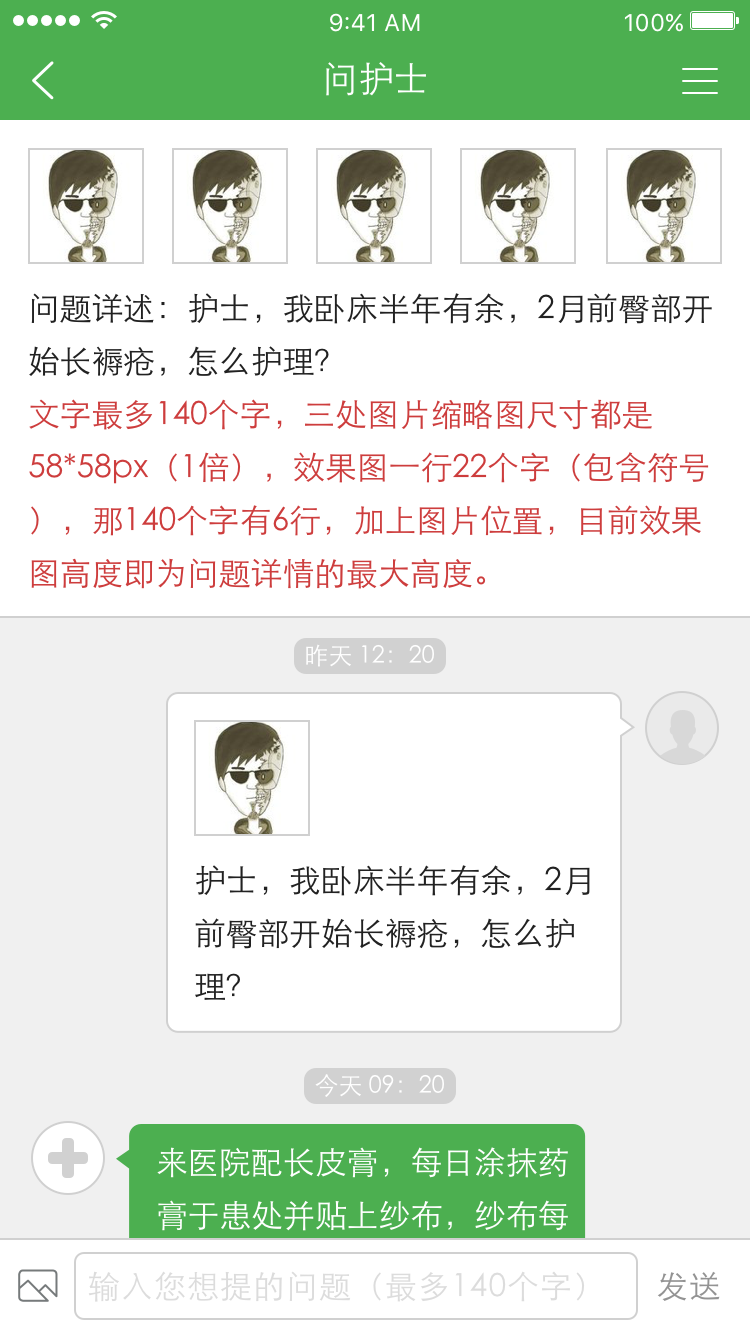 9:41 AM
100%
问护士
问题详述：护士，我卧床半年有余，2月前臀部开
始长褥疮，怎么护理？
文字最多140个字，三处图片缩略图尺寸都是
58*58px（1倍），效果图一行22个字（包含符号
），那140个字有6行，加上图片位置，目前效果
图高度即为问题详情的最大高度。
昨天 12：20
护士，我卧床半年有余，2月
前臀部开始长褥疮，怎么护
理？
今天 09：20
来医院配长皮膏，每日涂抹药
膏于患处并贴上纱布，纱布每
输入您想提的问题（最多140个字）
发送